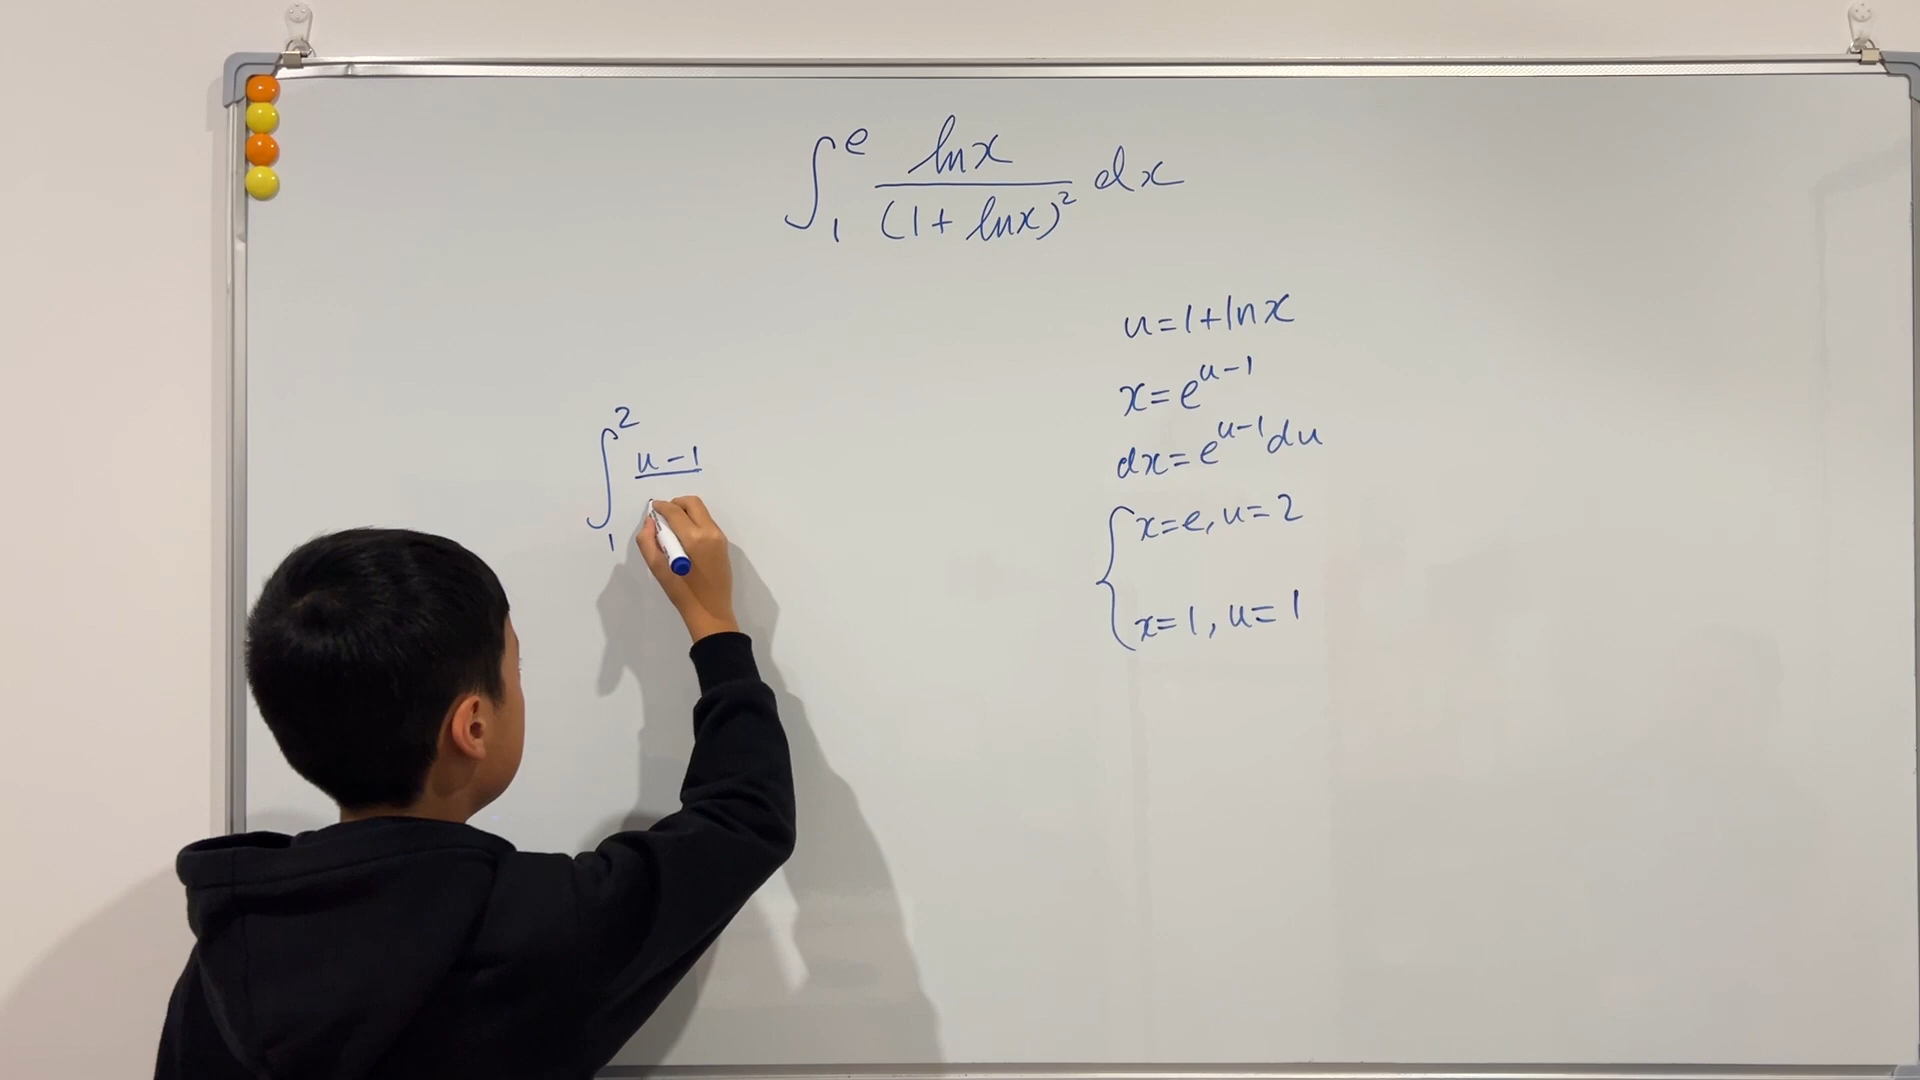 ∫₁ᵉ lnx/(1+lnx)² dx
u=1+lnx
x=e^(u-1)
dx=e^(u-1)du
{x=e, u=2
x=1, u=1
∫₁² u-1